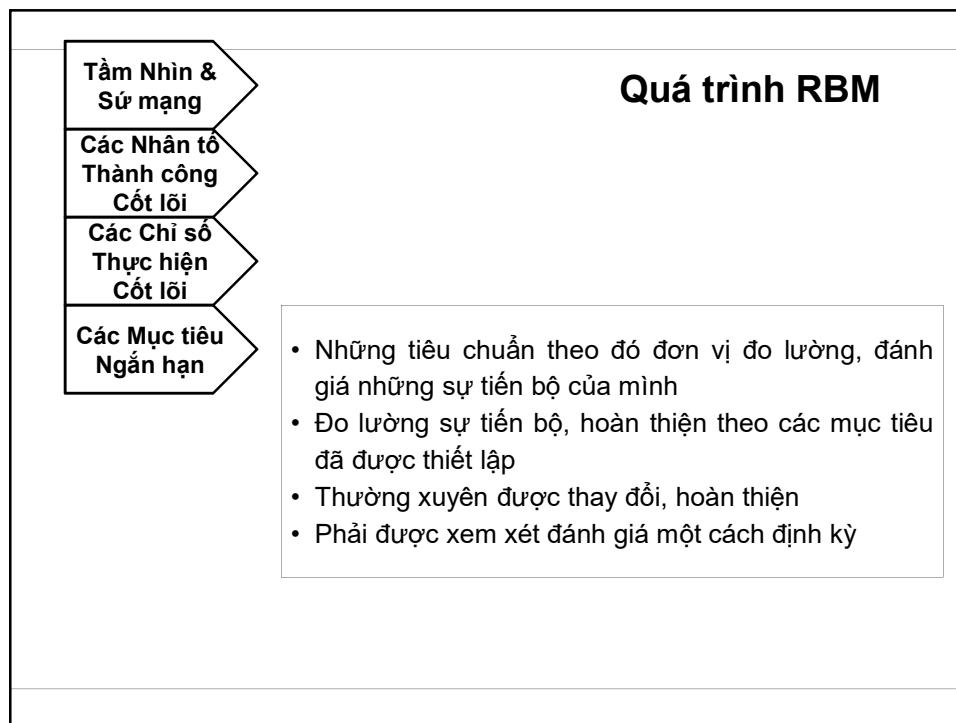 Quá trình RBM
Tầm Nhìn &
Sứ mạng
Các Nhân tố
Thành công
Cốt lõi
Các Chỉ số
Thực hiện
Cốt lõi
Các Mục tiêu
Ngắn hạn
• Những tiêu chuẩn theo đó đơn vị đo lường, đánh
giá những sự tiến bộ của mình
• Đo lường sự tiến bộ, hoàn thiện theo các mục tiêu
đã được thiết lập
• Thường xuyên được thay đổi, hoàn thiện
• Phải được xem xét đánh giá một cách định kỳ